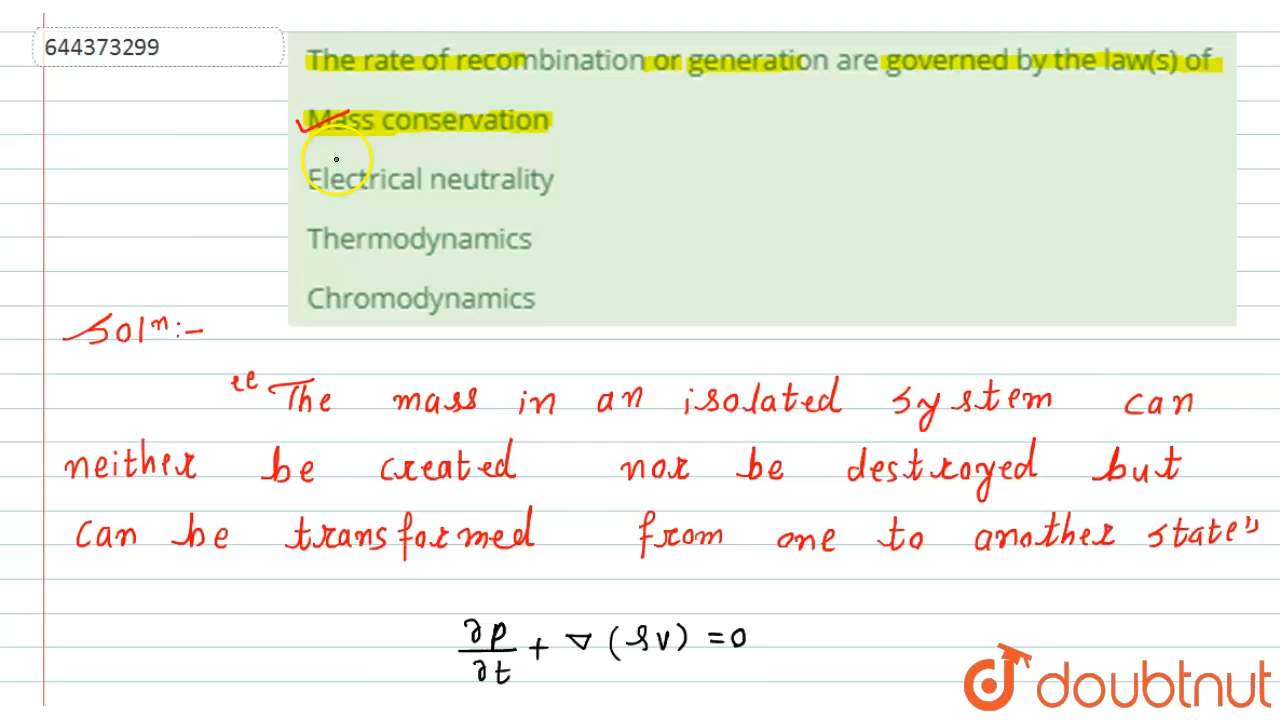 644373299
The rate of recombination or generation are governed by the law(s) of
Mass conservation
Electrical neutrality
Thermodynamics
Chromodynamics
Solⁿ:-
"The mass in an isolated system can
neither be created nor be destroyed but
can be transformed from one to another state"
∂ρ/∂t + ∇(ρv) = 0
doubtnut